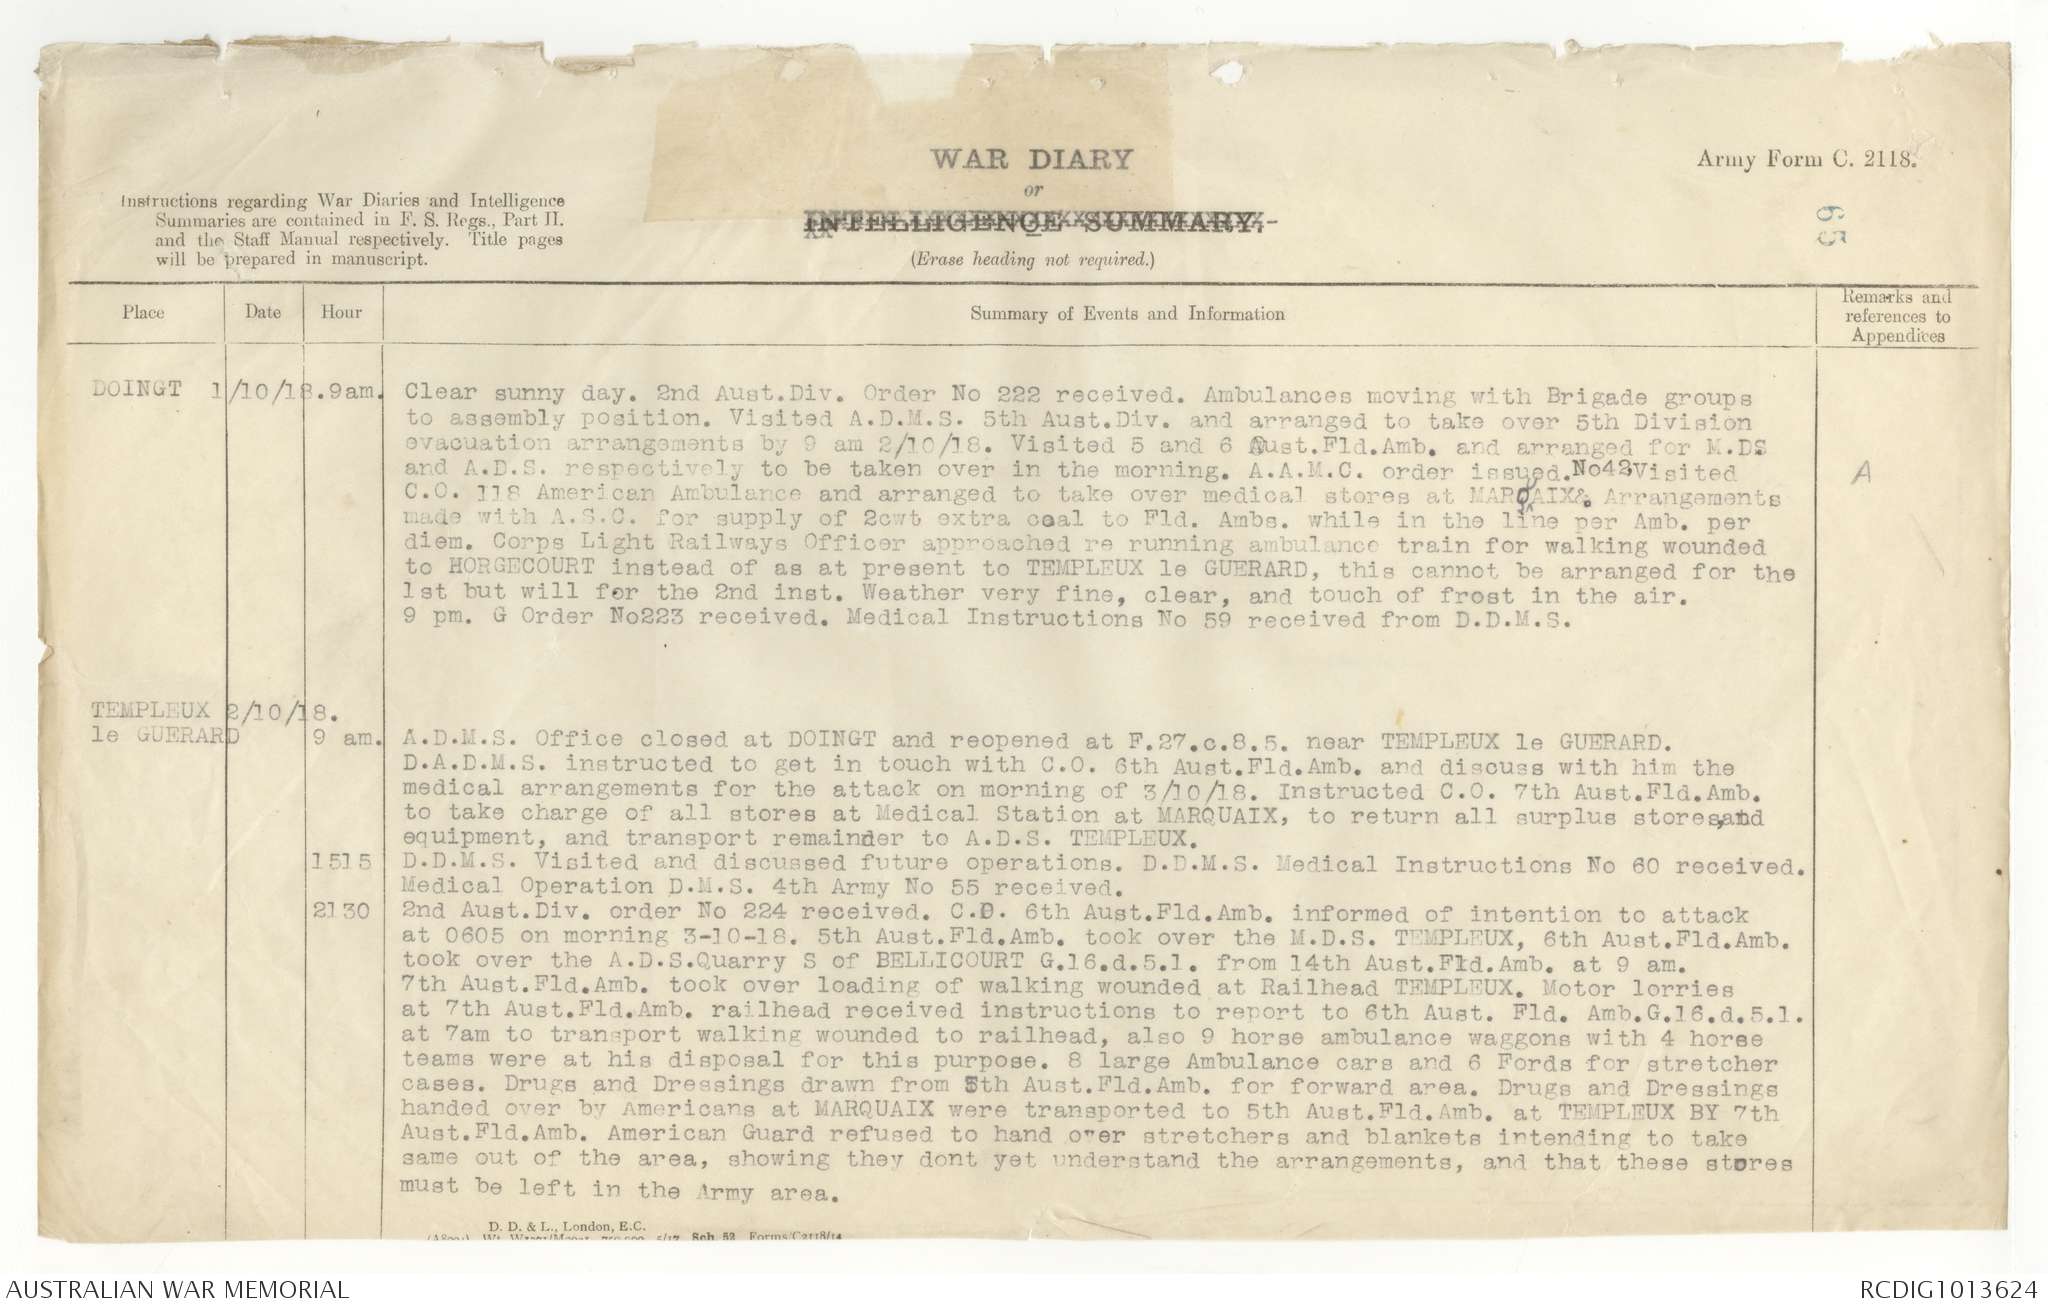 WAR DIARY
or
INTELLIGENCE SUMMARY.
(Erase heading not required.)
Army Form C. 2118.
Instructions regarding War Diaries and Intelligence
Summaries are contained in F. S. Regs., Part II.
and the Staff Manual respectively. Title pages
will be prepared in manuscript.
Place Date Hour Summary of Events and Information Remarks and references to Appendices
DOINGT 1/10/18. 9am. Clear sunny day. 2nd Aust.Div. Order No 222 received. Ambulances moving with Brigade groups
to assembly position. Visited A.D.M.S. 5th Aust.Div. and arranged to take over 5th Division
evacuation arrangements by 9 am 2/10/18. Visited 5 and 6 Aust.Fld.Amb. and arranged for M.DS
and A.D.S. respectively to be taken over in the morning. A.A.M.C. order issued.No42,Visited A
C.O. 118 American Ambulance and arranged to take over medical stores at MARQAIX&. Arrangements
made with A.S.C. for supply of 2cwt extra coal to Fld. Ambs. while in the line per Amb. per
diem. Corps Light Railways Officer approached re running ambulance train for walking wounded
to HORGECOURT instead of as at present to TEMPLEUX le GUERARD, this cannot be arranged for the
1st but will for the 2nd inst. Weather very fine, clear, and touch of frost in the air.
9 pm. G Order No223 received. Medical Instructions No 59 received from D.D.M.S.
TEMPLEUX 2/10/18.
le GUERARD 9 am. A.D.M.S. Office closed at DOINGT and reopened at F.27.c.8.5. near TEMPLEUX le GUERARD.
D.A.D.M.S. instructed to get in touch with C.O. 6th Aust.Fld.Amb. and discuss with him the
medical arrangements for the attack on morning of 3/10/18. Instructed C.O. 7th Aust.Fld.Amb.
to take charge of all stores at Medical Station at MARQUAIX, to return all surplus stores,and
equipment, and transport remainder to A.D.S. TEMPLEUX.
1515 D.D.M.S. Visited and discussed future operations. D.D.M.S. Medical Instructions No 60 received.
Medical Operation D.M.S. 4th Army No 55 received.
2130 2nd Aust.Div. order No 224 received. C.O. 6th Aust.Fld.Amb. informed of intention to attack
at 0605 on morning 3-10-18. 5th Aust.Fld.Amb. took over the M.D.S. TEMPLEUX, 6th Aust.Fld.Amb.
took over the A.D.S.Quarry S of BELLICOURT G.16.d.5.1. from 14th Aust.Fld.Amb. at 9 am.
7th Aust.Fld.Amb. took over loading of walking wounded at Railhead TEMPLEUX. Motor lorries
at 7th Aust.Fld.Amb. railhead received instructions to report to 6th Aust. Fld. Amb.G.16.d.5.1.
at 7am to transport walking wounded to railhead, also 9 horse ambulance waggons with 4 horse
teams were at his disposal for this purpose. 8 large Ambulance cars and 6 Fords for stretcher
cases. Drugs and Dressings drawn from 5th Aust.Fld.Amb. for forward area. Drugs and Dressings
handed over by Americans at MARQUAIX were transported to 5th Aust.Fld.Amb. at TEMPLEUX BY 7th
Aust.Fld.Amb. American Guard refused to hand over stretchers and blankets intending to take
same out of the area, showing they dont yet understand the arrangements, and that these stores
must be left in the Army area.
D. D. & L., London, E.C.
Sch. 52 Forms/C2118/14
AUSTRALIAN WAR MEMORIAL
RCDIG1013624